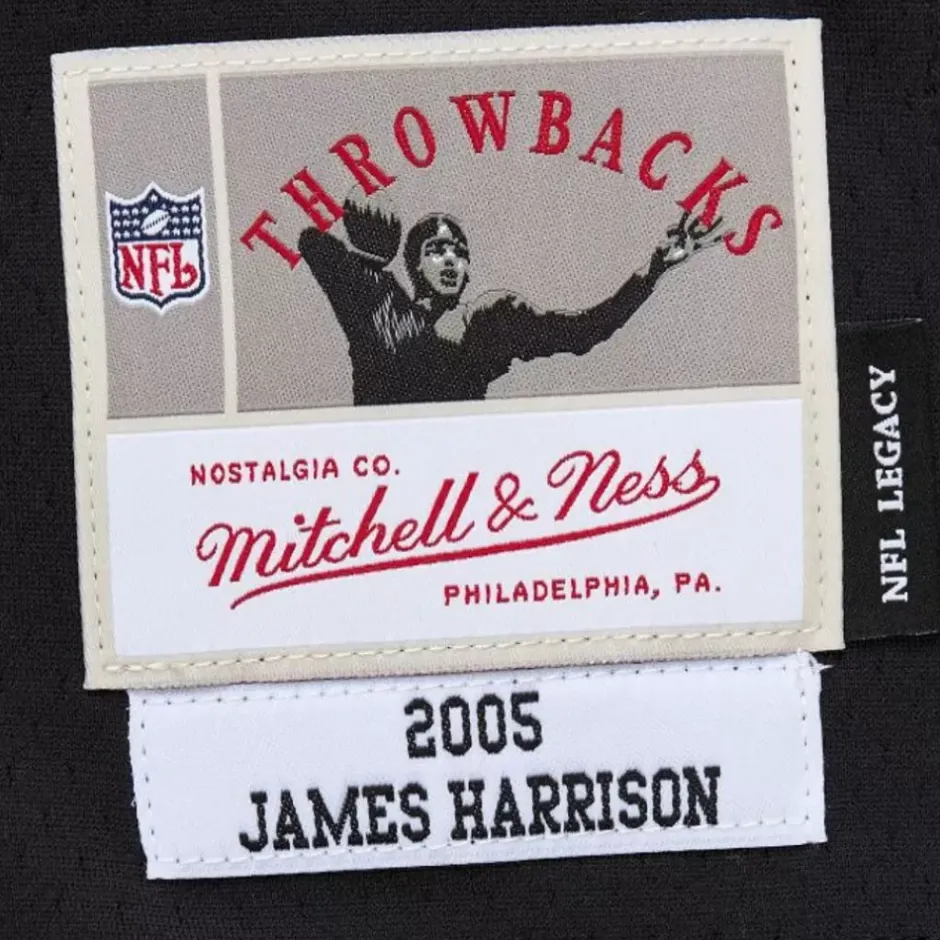 THROWBACKS
NFL
NOSTALGIA CO.
Mitchell & Ness
PHILADELPHIA, PA.
NFL LEGACY
2005
JAMES HARRISON